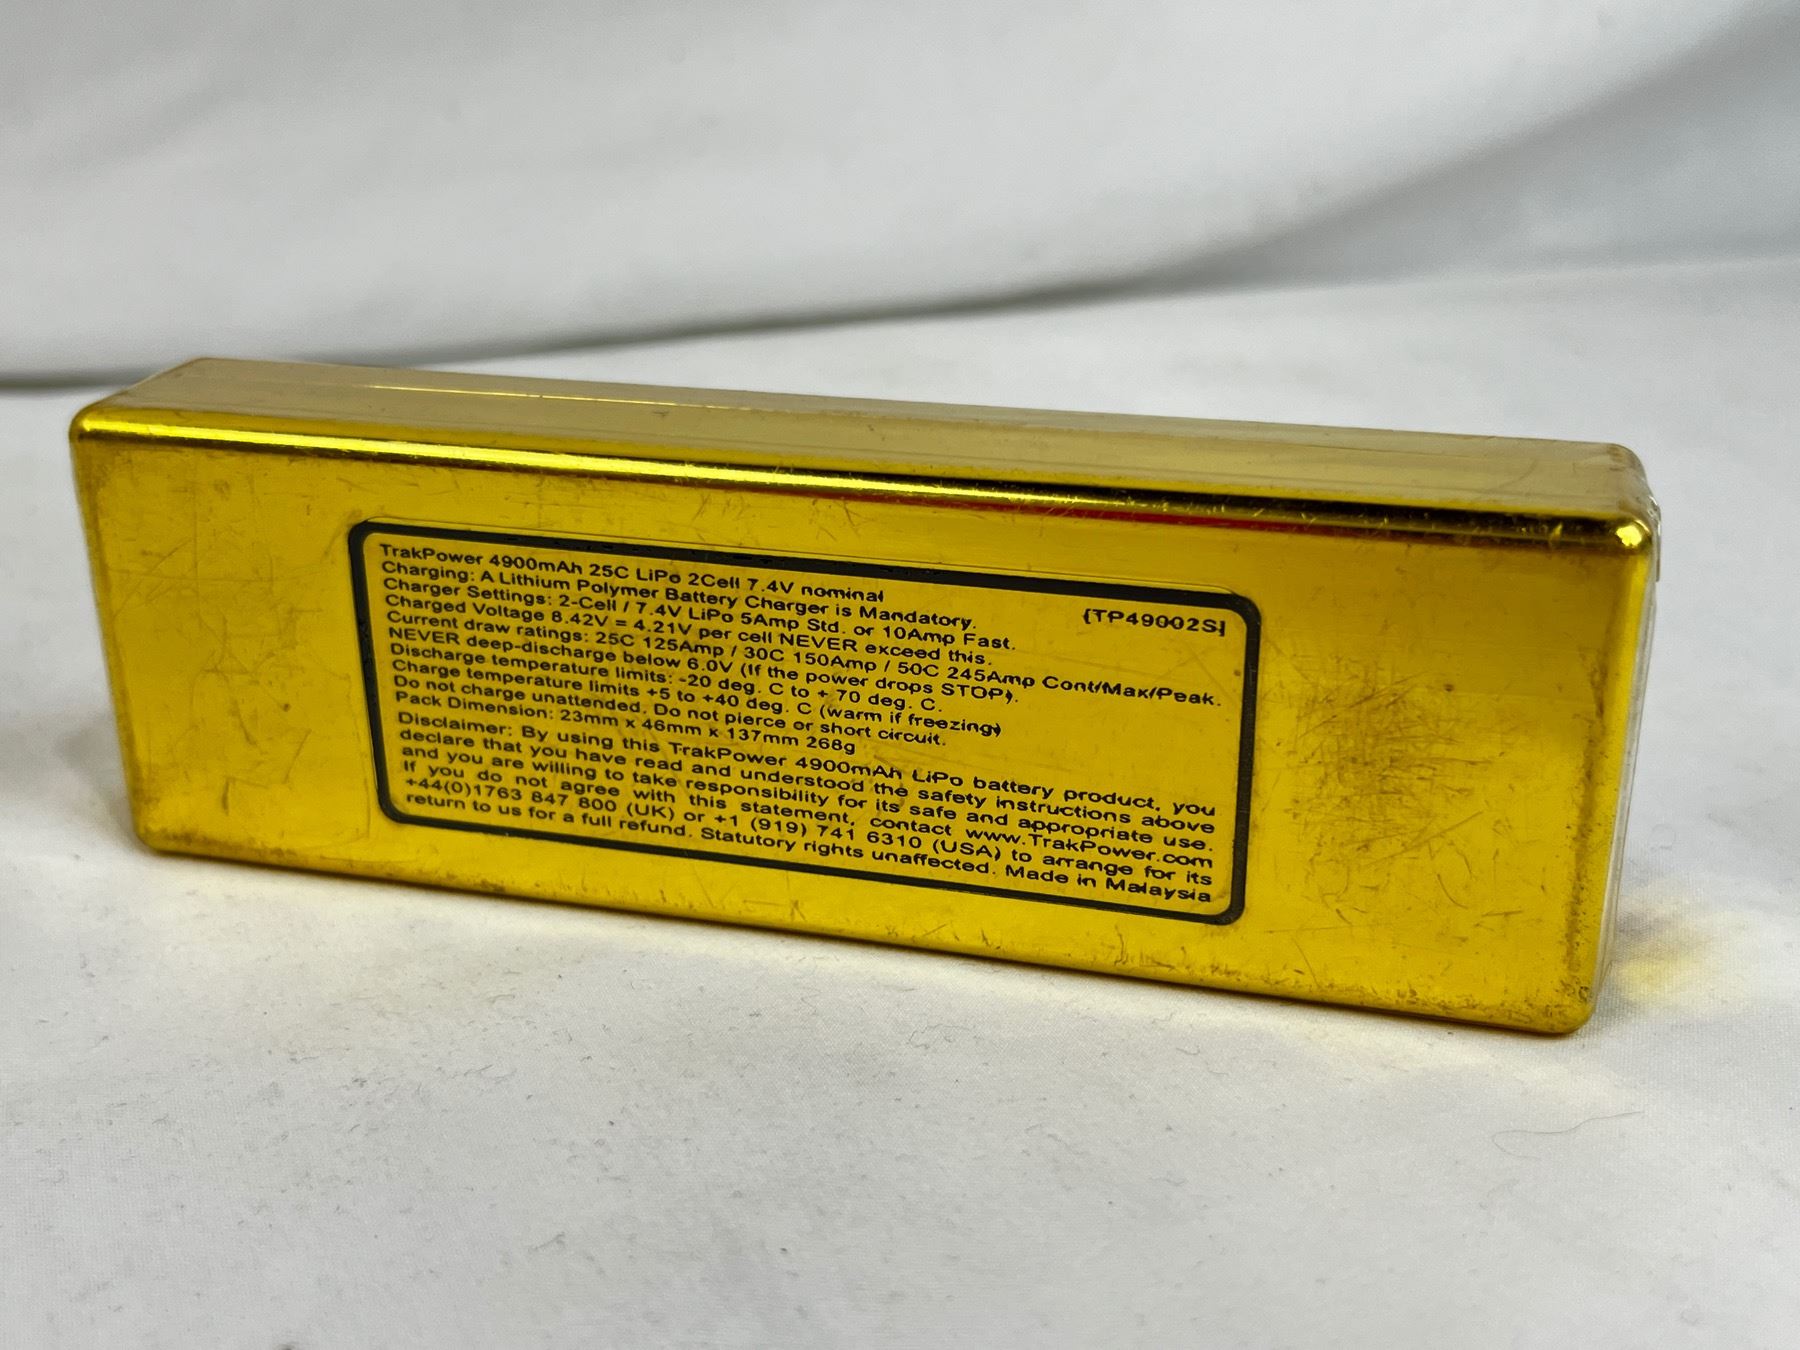 TrakPower 4900mAh 25C LiPo 2Cell 7.4V nominal
{TP49002S}
Charging: A Lithium Polymer Battery Charger is Mandatory.
Charger Settings: 2-Cell / 7.4V LiPo 5Amp Std. or 10Amp Fast.
Charged Voltage 8.42V = 4.21V per cell NEVER exceed this.
Current draw ratings: 25C 125Amp / 30C 150Amp / 50C 245Amp Cont/Max/Peak.
NEVER deep-discharge below 6.0V (If the power drops STOP).
Discharge temperature limits: -20 deg. C to + 70 deg. C.
Charge temperature limits +5 to +40 deg. C (warm if freezing)
Do not charge unattended. Do not pierce or short circuit.
Pack Dimension: 23mm x 46mm x 137mm 268g
Disclaimer: By using this TrakPower 4900mAh LiPo battery product, you
declare that you have read and understood the safety instructions above
and you are willing to take responsibility for its safe and appropriate use.
If you do not agree with this statement, contact www.TrakPower.com
+44(0)1763 847 800 (UK) or +1 (919) 741 6310 (USA) to arrange for its
return to us for a full refund. Statutory rights unaffected. Made in Malaysia